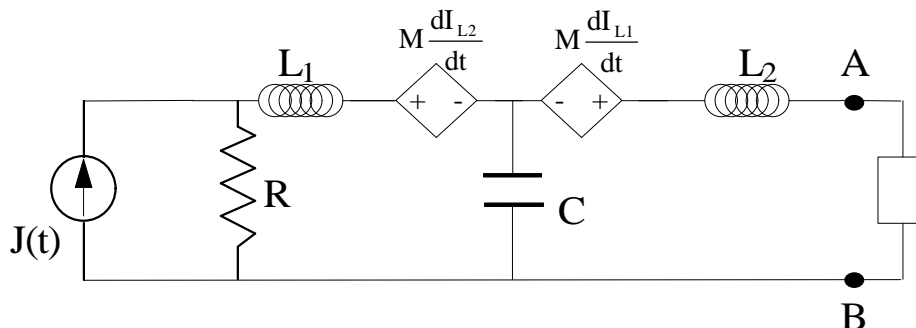 M dI_L2/dt
M dI_L1/dt
L1
+ -
- +
L2
A
J(t)
R
C
B